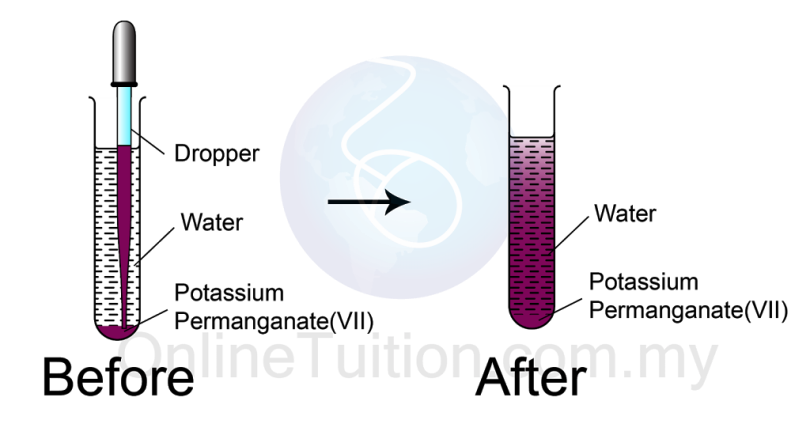 Dropper
Water
Potassium
Permanganate(VII)
Before
Water
Potassium
Permanganate(VII)
After
OnlineTuition.com.my